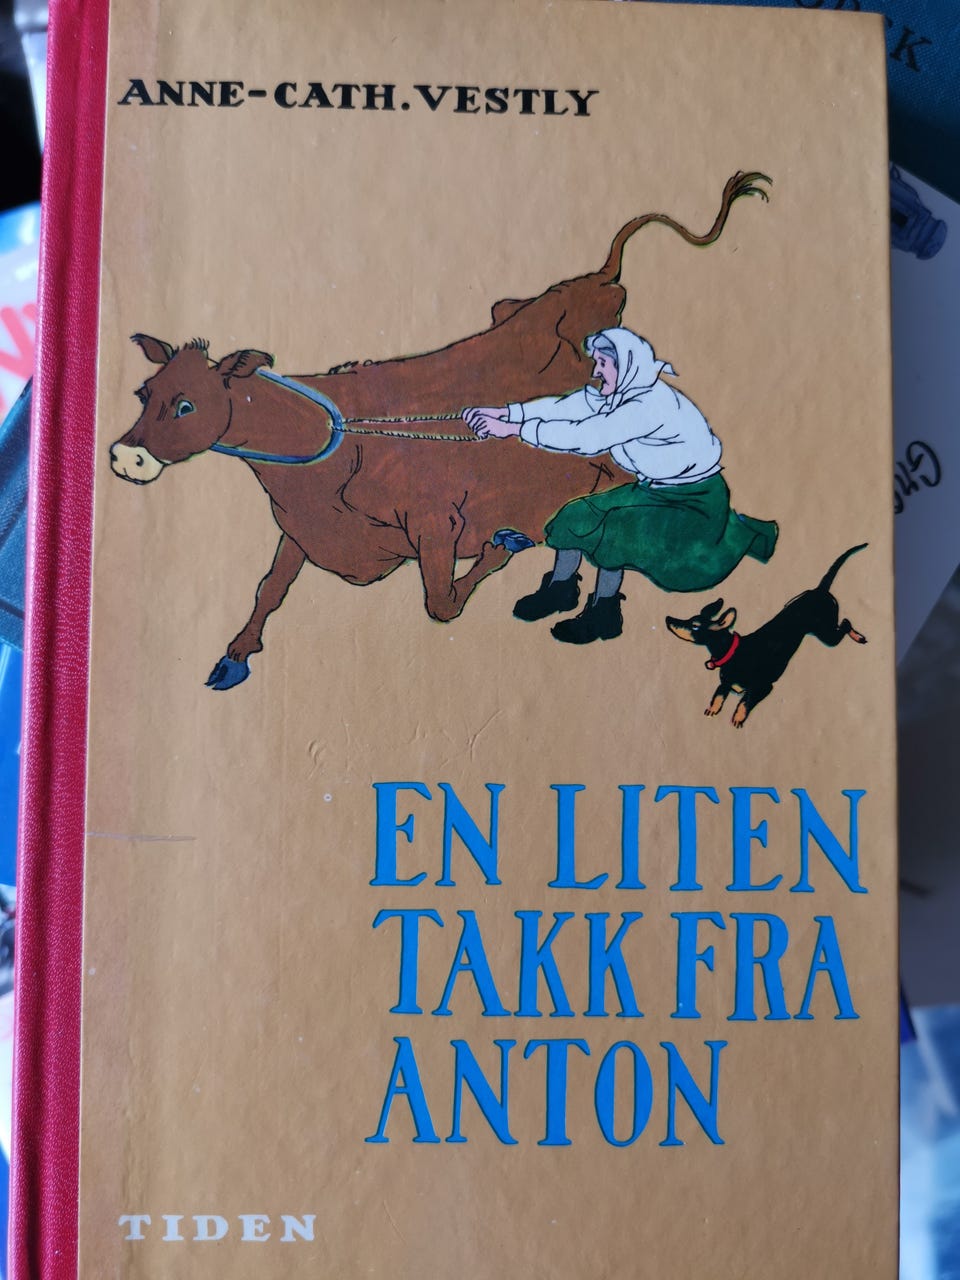 ANNE-CATH. VESTLY
EN LITEN
TAKK FRA
ANTON
TIDEN